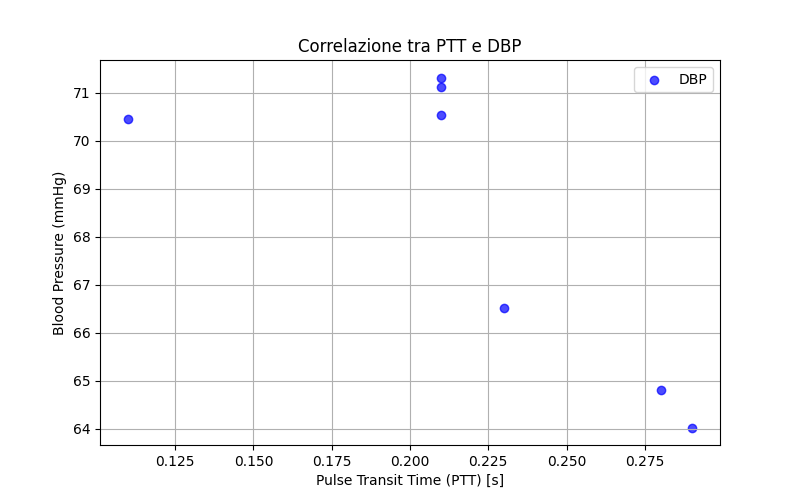 Correlazione tra PTT e DBP
DBP
71
70
69
68
67
66
65
64
Blood Pressure (mmHg)
0.125 0.150 0.175 0.200 0.225 0.250 0.275
Pulse Transit Time (PTT) [s]